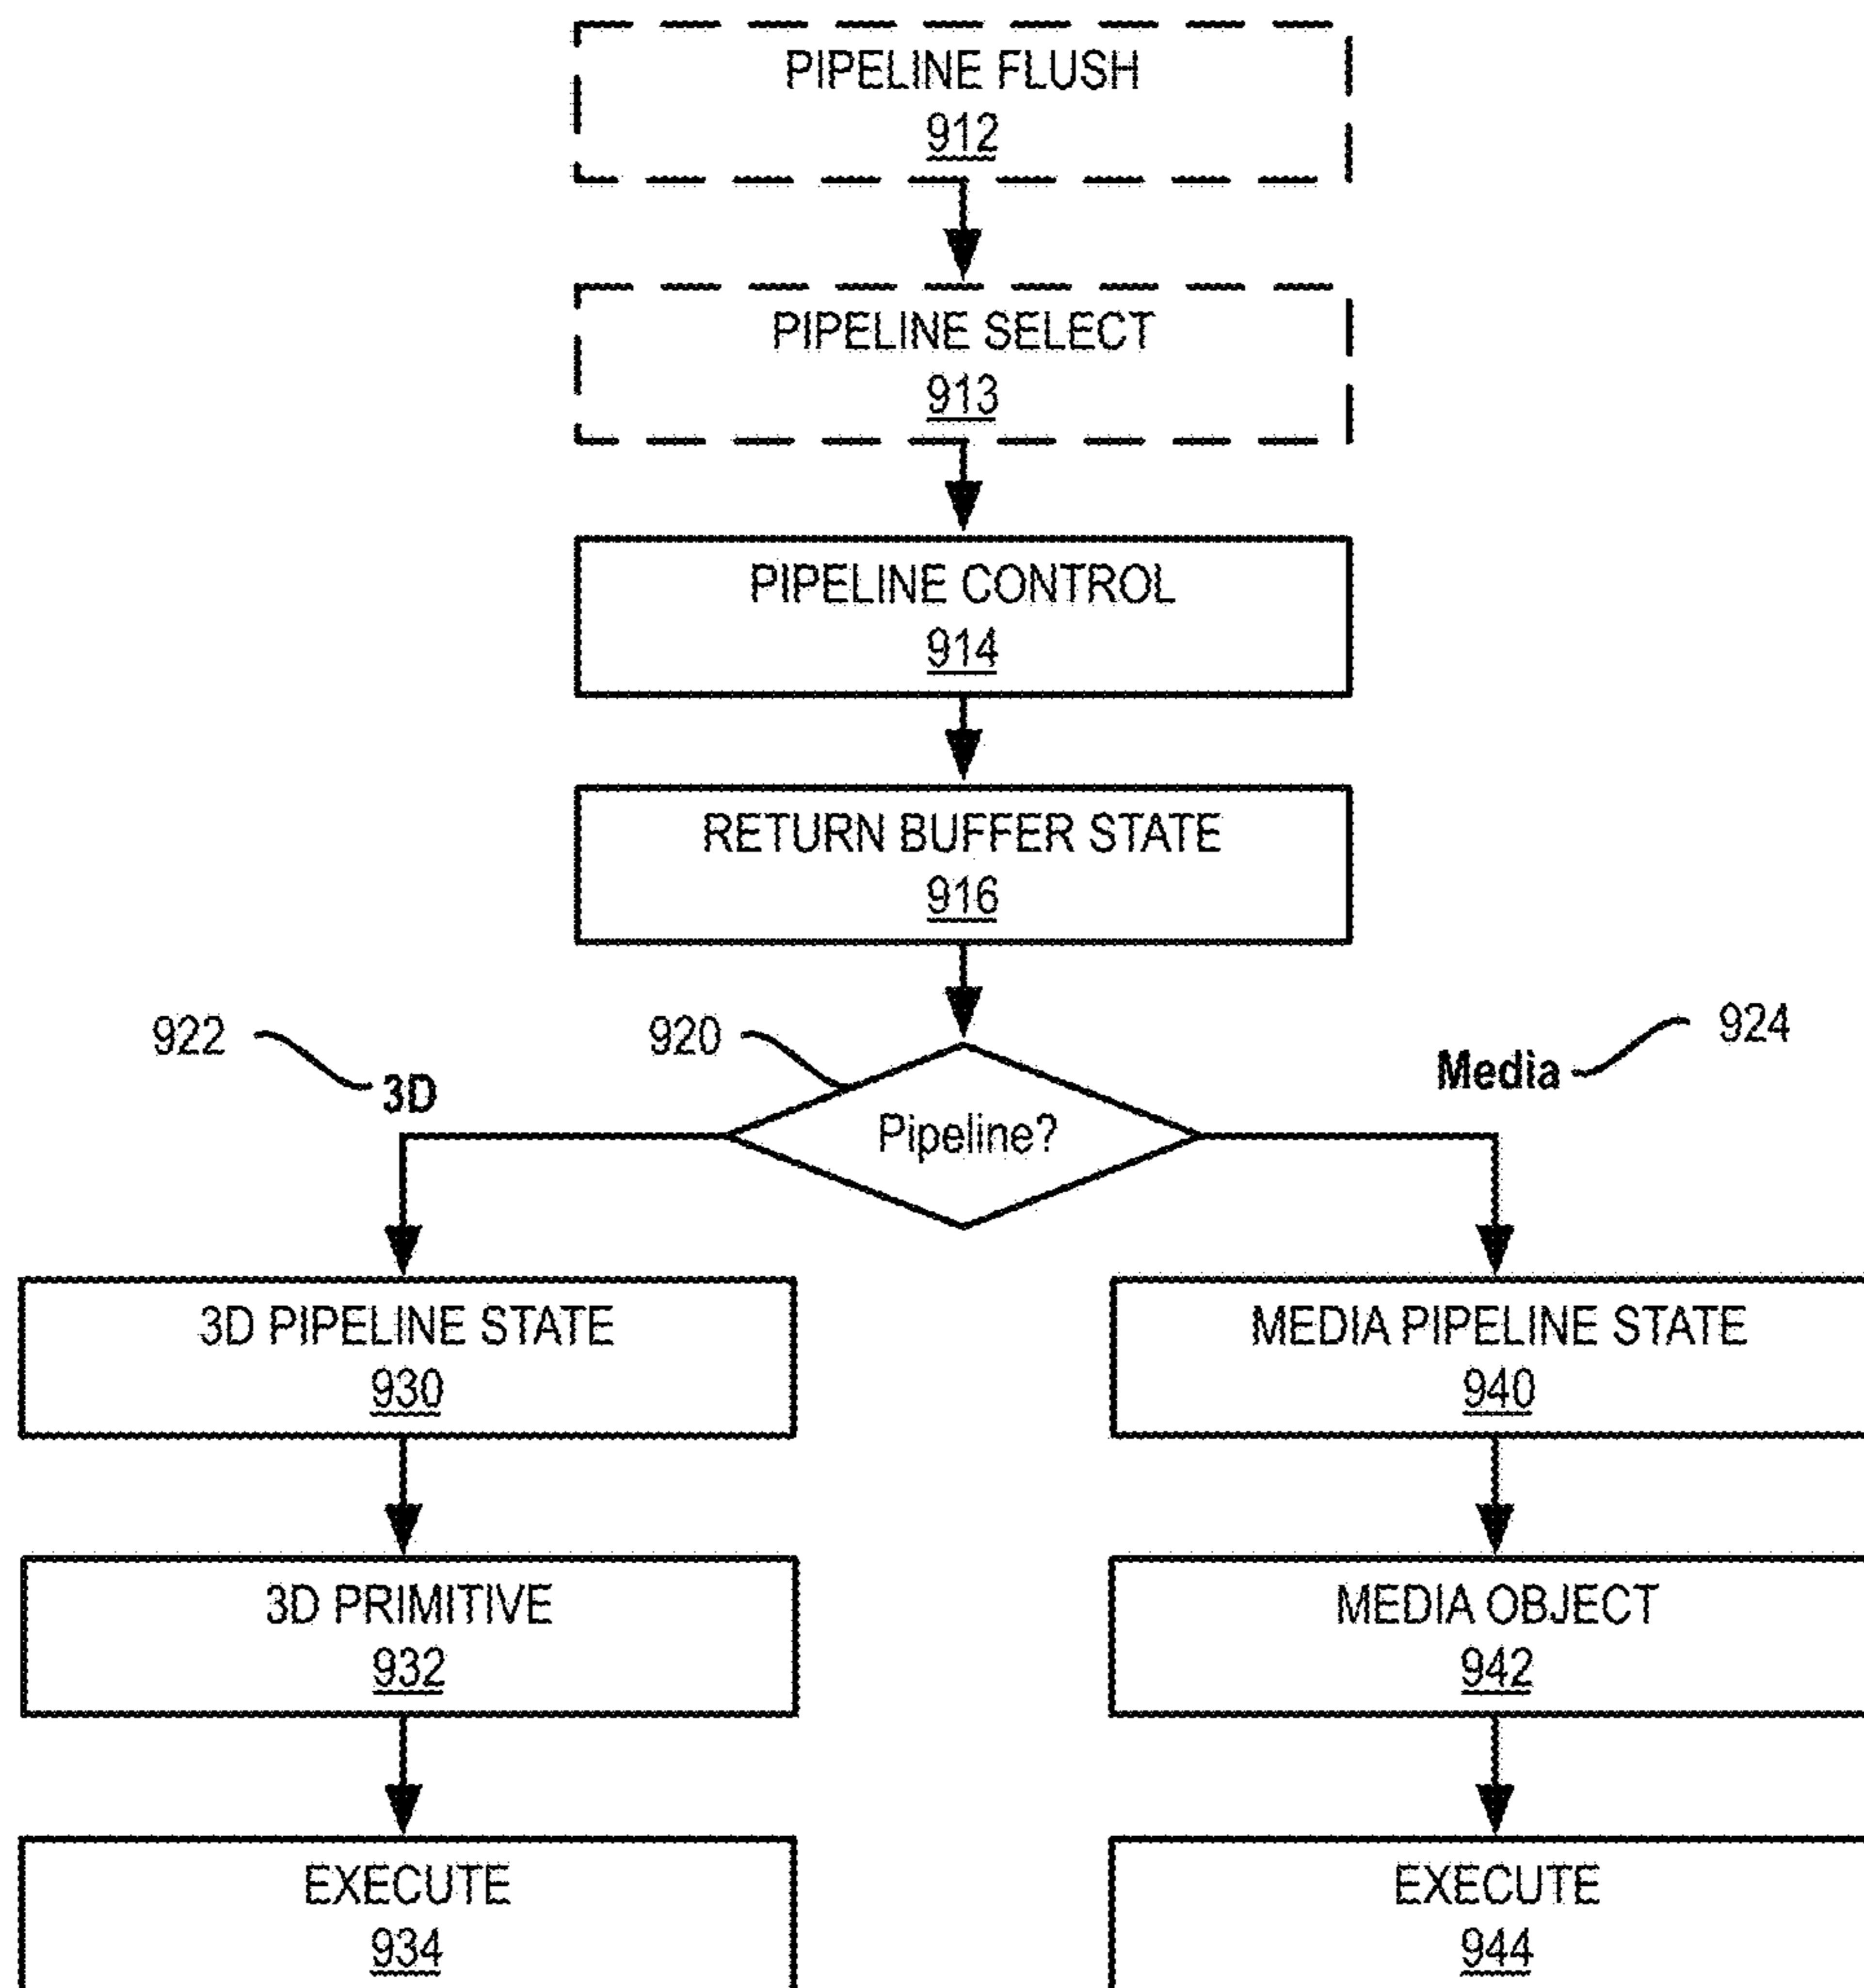 PIPELINE FLUSH
912
PIPELINE SELECT
913
PIPELINE CONTROL
914
RETURN BUFFER STATE
916
922
920
924
3D
Media
Pipeline?
3D PIPELINE STATE
930
MEDIA PIPELINE STATE
940
3D PRIMITIVE
932
MEDIA OBJECT
942
EXECUTE
934
EXECUTE
944